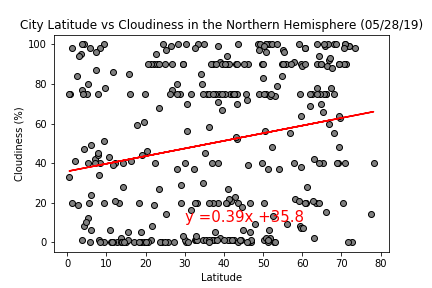 City Latitude vs Cloudiness in the Northern Hemisphere (05/28/19)
100
80
60
40
20
0
Cloudiness (%)
y =0.39x +35.8
0 10 20 30 40 50 60 70 80
Latitude